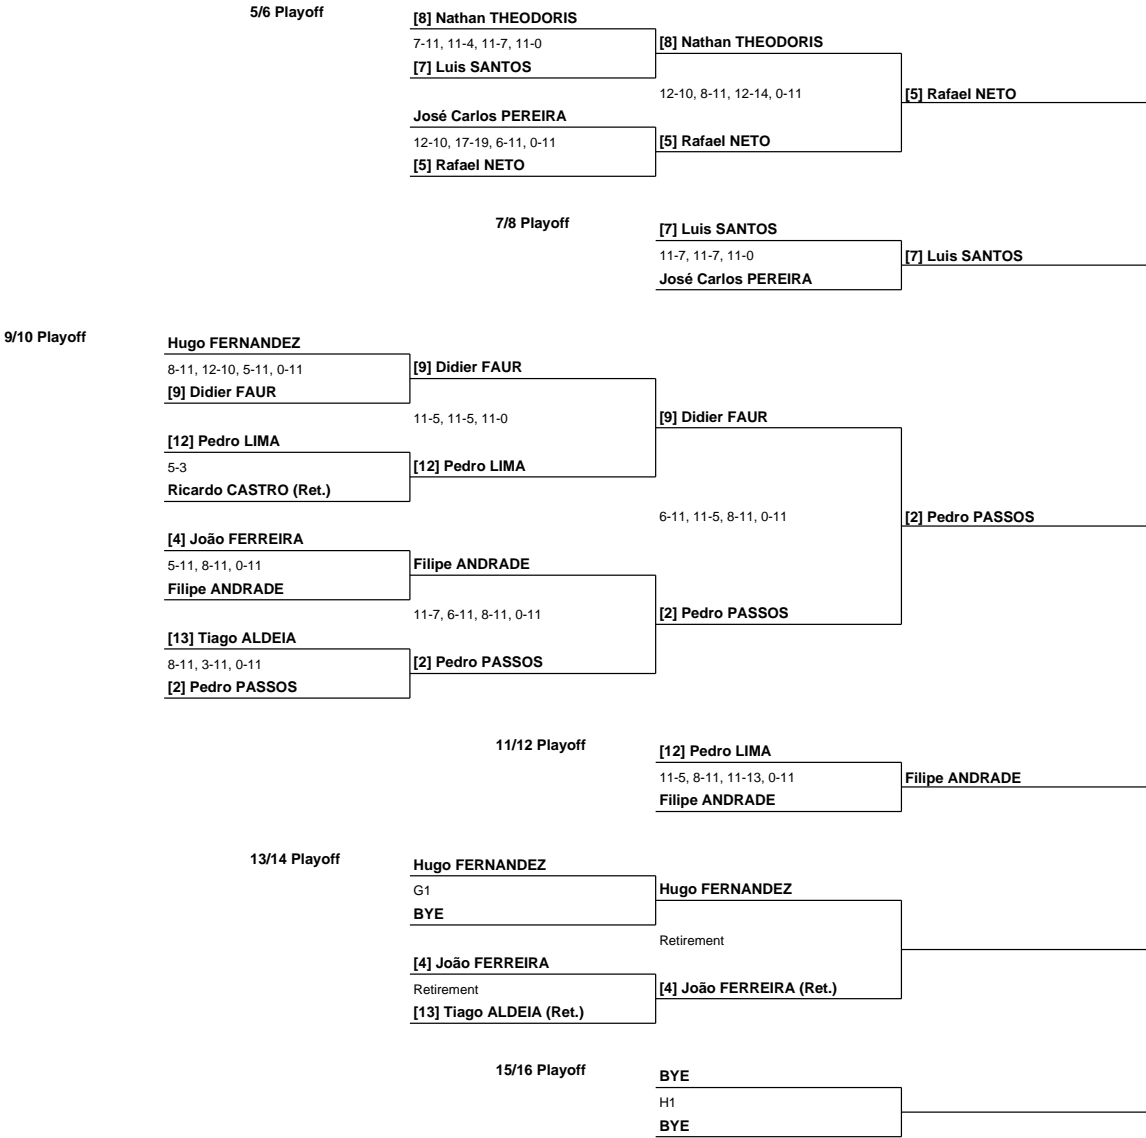 5/6 Playoff
[8] Nathan THEODORIS
7-11, 11-4, 11-7, 11-0
[7] Luis SANTOS
[8] Nathan THEODORIS
12-10, 8-11, 12-14, 0-11
[5] Rafael NETO
José Carlos PEREIRA
12-10, 17-19, 6-11, 0-11
[5] Rafael NETO
[5] Rafael NETO
7/8 Playoff
[7] Luis SANTOS
11-7, 11-7, 11-0
José Carlos PEREIRA
[7] Luis SANTOS
9/10 Playoff
Hugo FERNANDEZ
8-11, 12-10, 5-11, 0-11
[9] Didier FAUR
[9] Didier FAUR
11-5, 11-5, 11-0
[9] Didier FAUR
[12] Pedro LIMA
5-3
Ricardo CASTRO (Ret.)
[12] Pedro LIMA
6-11, 11-5, 8-11, 0-11
[2] Pedro PASSOS
[4] João FERREIRA
5-11, 8-11, 0-11
Filipe ANDRADE
Filipe ANDRADE
11-7, 6-11, 8-11, 0-11
[2] Pedro PASSOS
[13] Tiago ALDEIA
8-11, 3-11, 0-11
[2] Pedro PASSOS
[2] Pedro PASSOS
11/12 Playoff
[12] Pedro LIMA
11-5, 8-11, 11-13, 0-11
Filipe ANDRADE
Filipe ANDRADE
13/14 Playoff
Hugo FERNANDEZ
G1
BYE
Hugo FERNANDEZ
Retirement
[4] João FERREIRA
Retirement
[13] Tiago ALDEIA (Ret.)
[4] João FERREIRA (Ret.)
15/16 Playoff
BYE
H1
BYE